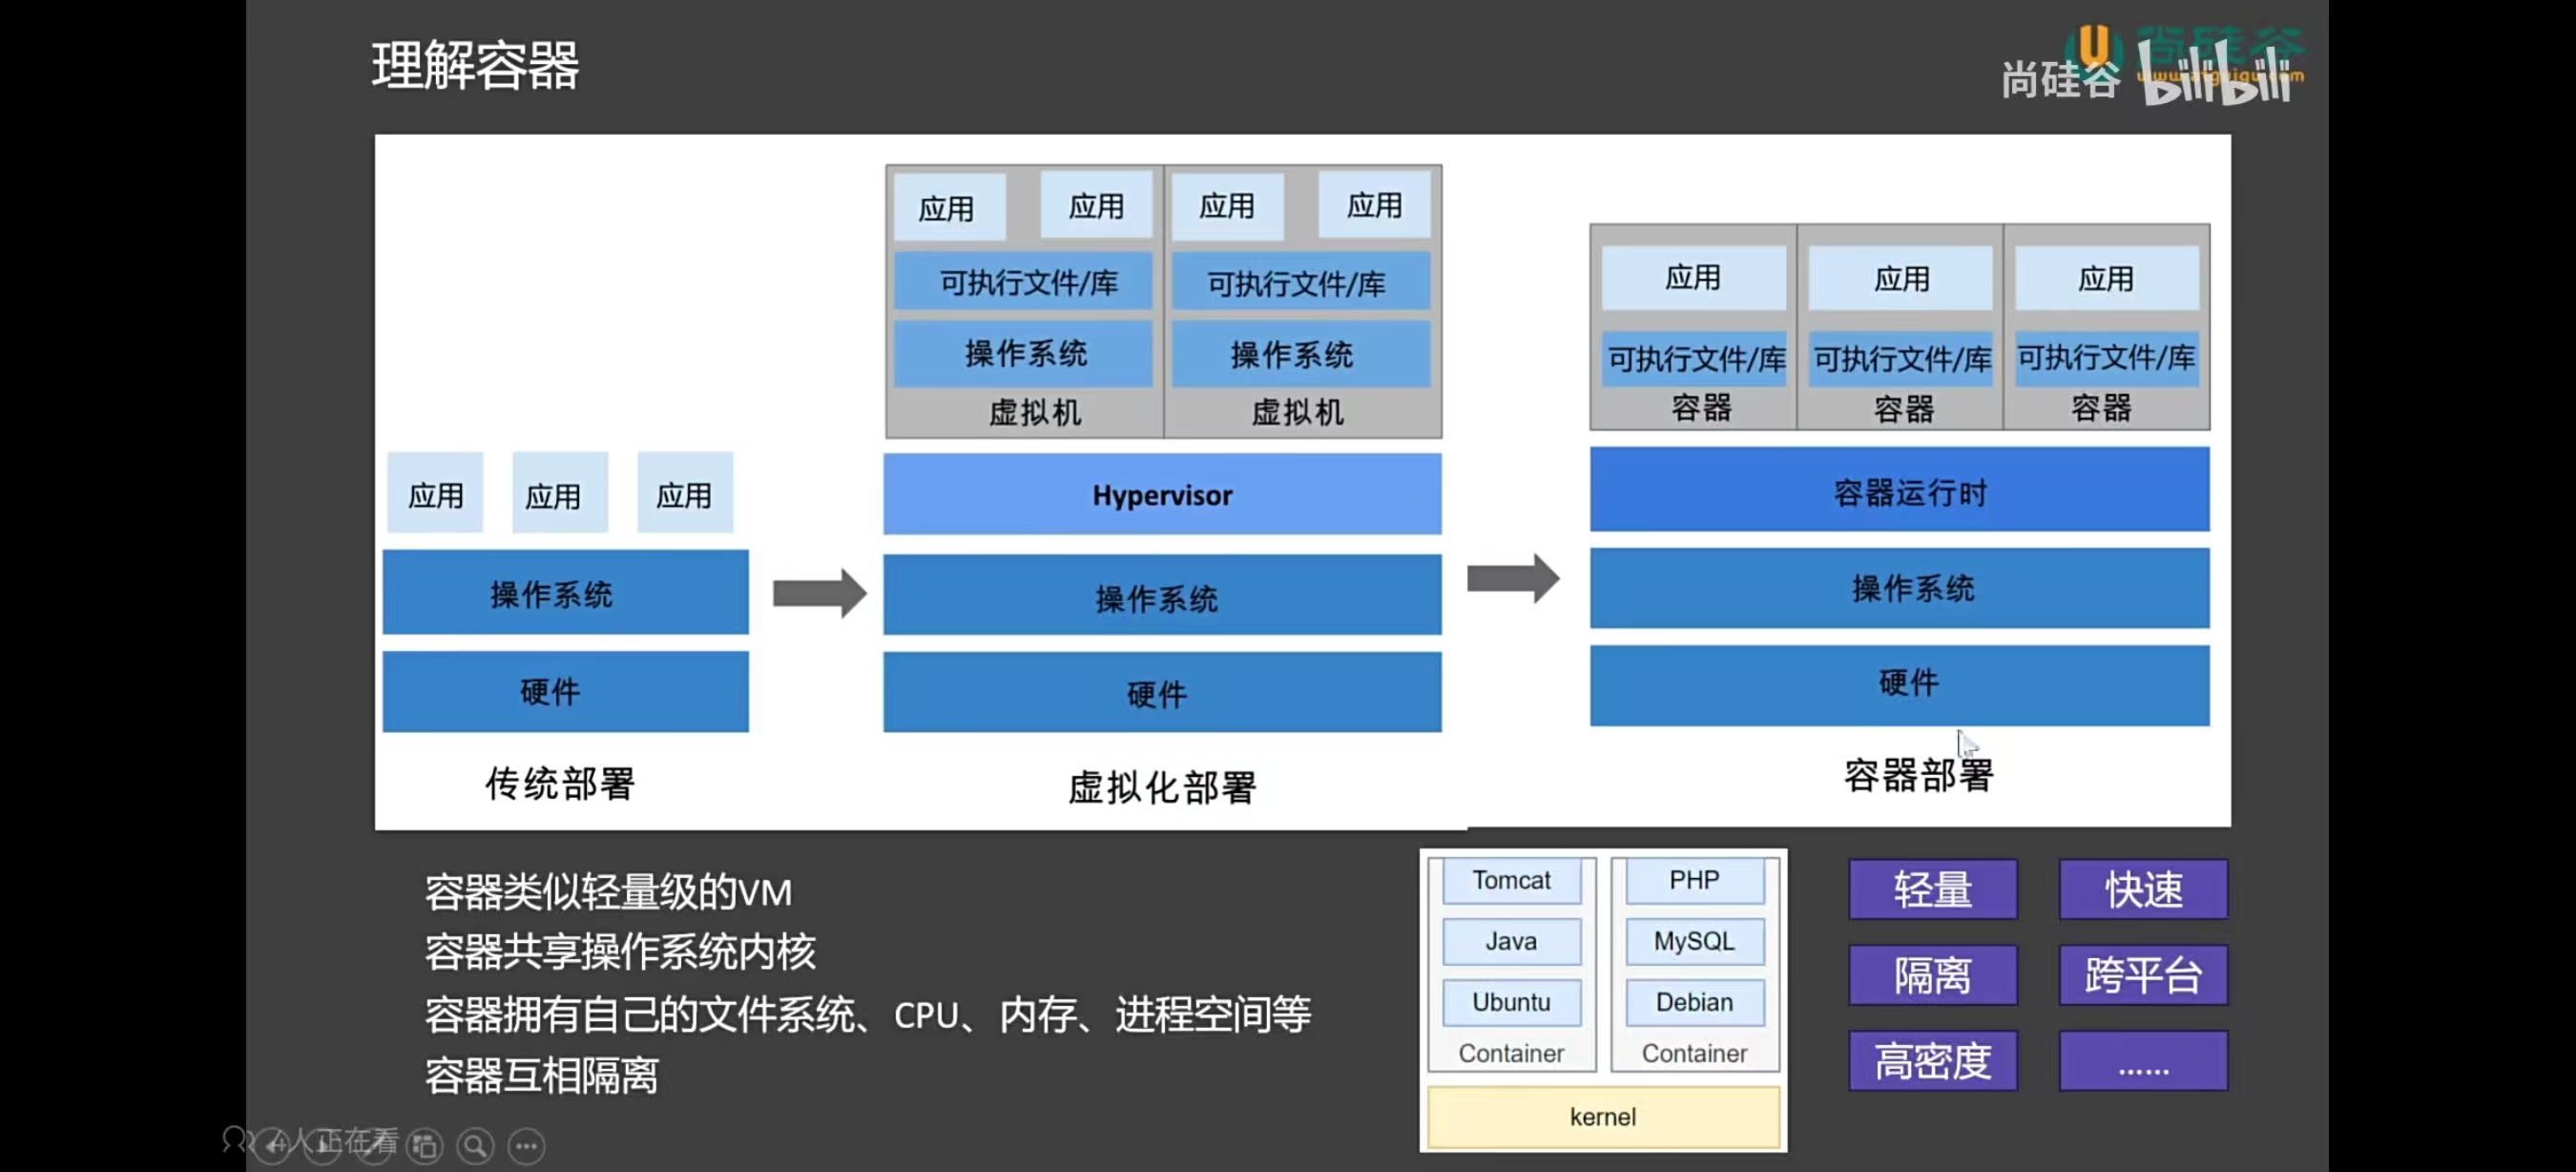 理解容器
尚硅谷 bilibili
应用 应用 应用 应用
可执行文件/库 可执行文件/库
操作系统 操作系统
虚拟机 虚拟机
应用 应用 应用
可执行文件/库 可执行文件/库 可执行文件/库
容器 容器 容器
应用 应用 应用
Hypervisor
容器运行时
操作系统
操作系统
操作系统
硬件
硬件
硬件
传统部署
虚拟化部署
容器部署
容器类似轻量级的VM
容器共享操作系统内核
容器拥有自己的文件系统、CPU、内存、进程空间等
容器互相隔离
Tomcat PHP
Java MySQL
Ubuntu Debian
Container Container
kernel
轻量 快速
隔离 跨平台
高密度 ......
4人正在看